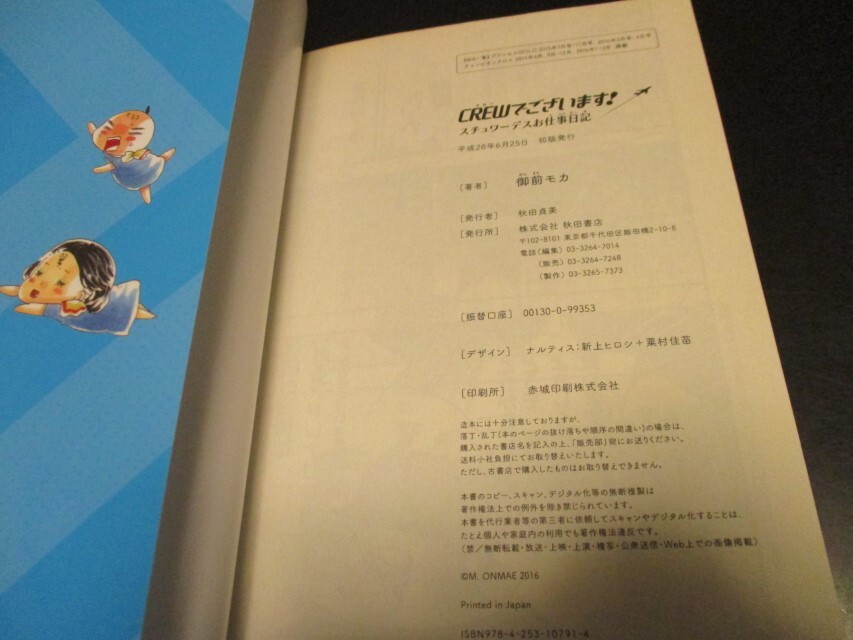 CREWでございます!
スチュワーデスお仕事日記
平成28年6月25日 初版発行
[著者] 御前モカ
[発行者] 秋田貞美
[発行所] 株式会社 秋田書店
〒102-8101 東京都千代田区飯田橋2-10-8
電話(編集) 03-3264-7014
(販売) 03-3264-7248
(製作) 03-3265-7373
[振替口座] 00130-0-99353
[デザイン] ナルティス:新上ヒロシ+粟村佳苗
[印刷所] 赤城印刷株式会社
造本には十分注意しておりますが、
落丁・乱丁(本のページの抜け落ちや順序の間違い)の場合は、
購入された書店名を記入の上、「販売部」宛にお送りください。
送料小社負担にてお取り替えいたします。
ただし、古書店で購入したものはお取り替えできません。
本書のコピー、スキャン、デジタル化等の無断複製は
著作権法上での例外を除き禁じられています。
本書を代行業者等の第三者に依頼してスキャンやデジタル化することは、
たとえ個人や家庭内の利用でも著作権法違反です。
(禁/無断転載・放送・上映・上演・複写・公衆送信・Web上での画像掲載)
©M. ONMAE 2016
Printed in Japan
ISBN978-4-253-10791-4